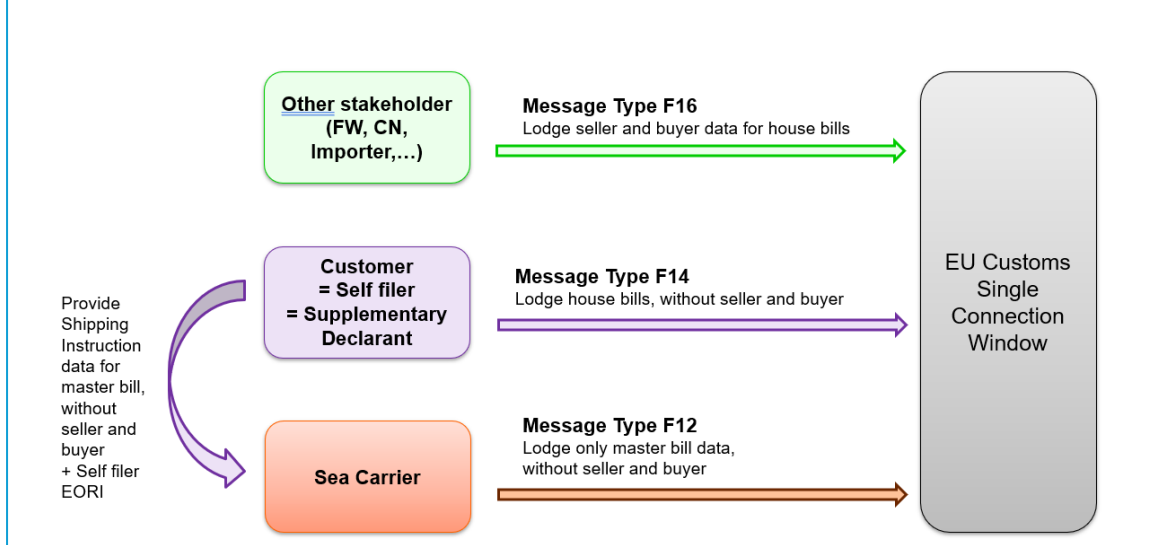 Other stakeholder
(FW, CN,
Importer,...)
Message Type F16
Lodge seller and buyer data for house bills
Customer
= Self filer
= Supplementary
Declarant
Message Type F14
Lodge house bills, without seller and buyer
EU Customs
Single
Connection
Window
Provide
Shipping
Instruction
data for
master bill,
without
seller and
buyer
+ Self filer
EORI
Sea Carrier
Message Type F12
Lodge only master bill data,
without seller and buyer